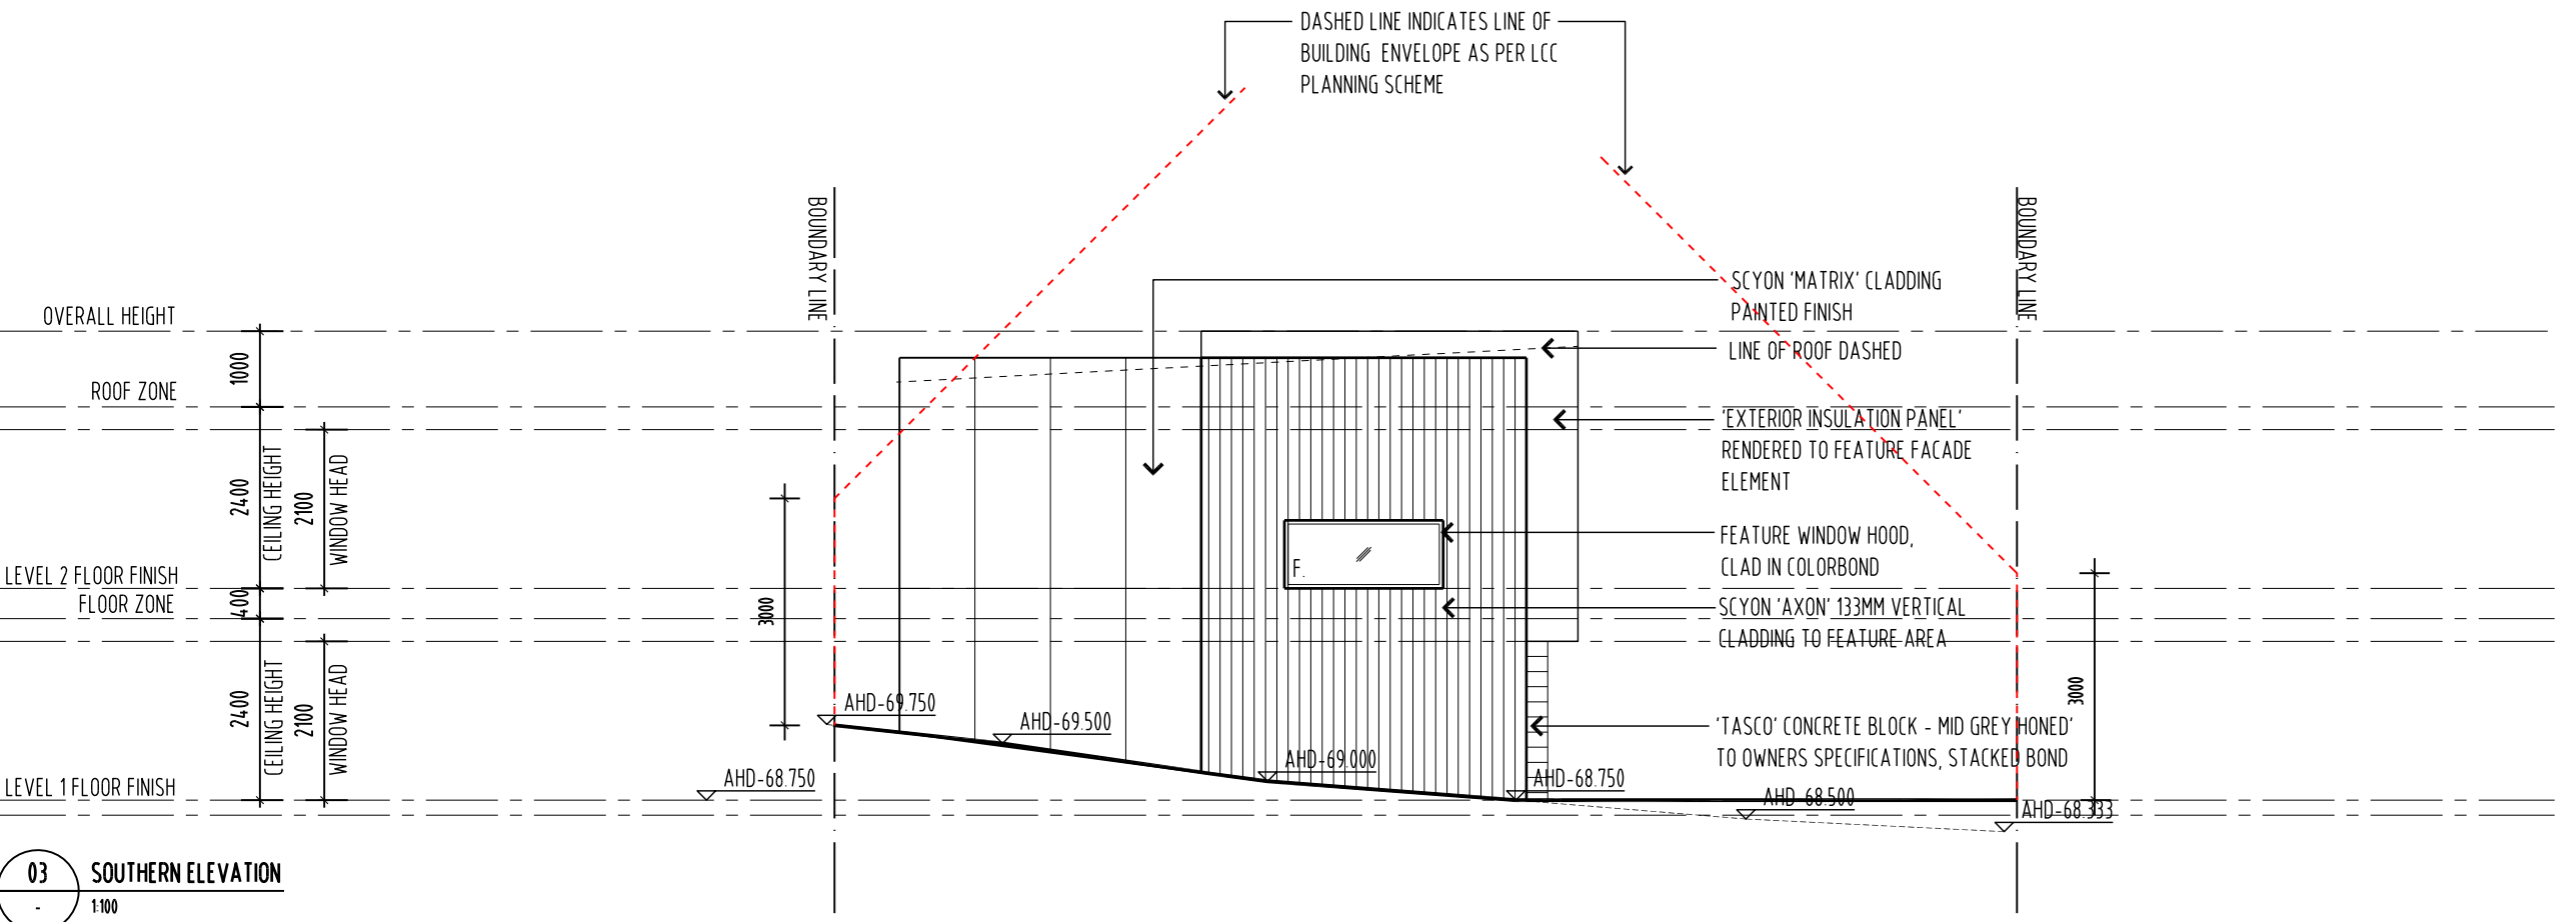 DASHED LINE INDICATES LINE OF
BUILDING ENVELOPE AS PER LCC
PLANNING SCHEME
BOUNDARY LINE
BOUNDARY LINE
SCYON 'MATRIX' CLADDING
PAINTED FINISH
OVERALL HEIGHT
1000
LINE OF ROOF DASHED
ROOF ZONE
'EXTERIOR INSULATION PANEL'
RENDERED TO FEATURE FACADE
ELEMENT
2400
CEILING HEIGHT
2100
WINDOW HEAD
FEATURE WINDOW HOOD,
CLAD IN COLORBOND
F.
LEVEL 2 FLOOR FINISH
FLOOR ZONE
400
3000
SCYON 'AXON' 133MM VERTICAL
CLADDING TO FEATURE AREA
2400
CEILING HEIGHT
2100
WINDOW HEAD
3000
AHD-69.750
AHD-69.500
'TASCO' CONCRETE BLOCK - MID GREY HONED'
TO OWNERS SPECIFICATIONS, STACKED BOND
AHD-69.000
LEVEL 1 FLOOR FINISH
AHD-68.750
AHD-68.750
AHD-68.500
AHD-68.333
03
SOUTHERN ELEVATION
-
1:100